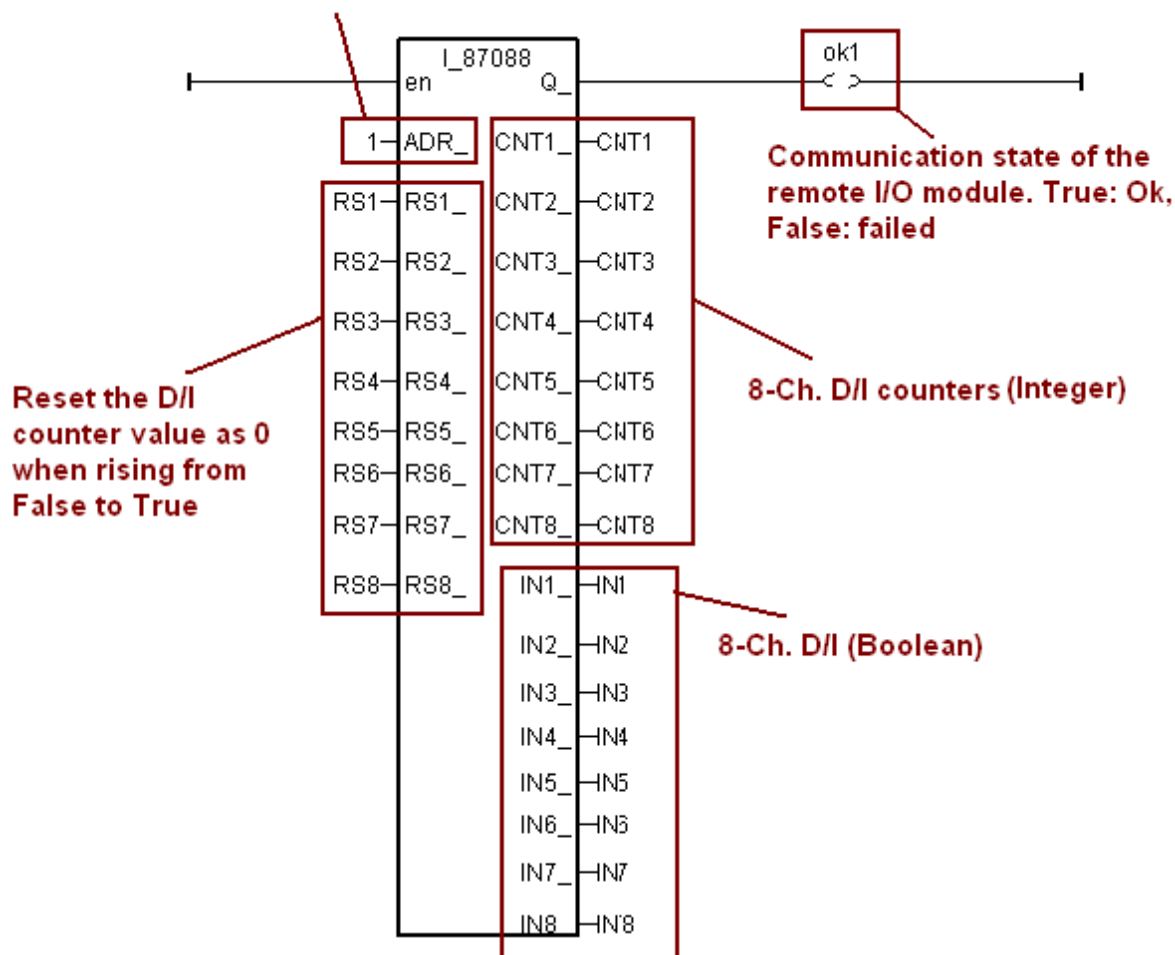 I_87088
en Q_
ok1
1 ADR_ CNT1_ CNT1
RS1 RS1_ CNT2_ CNT2
RS2 RS2_ CNT3_ CNT3
RS3 RS3_ CNT4_ CNT4
RS4 RS4_ CNT5_ CNT5
RS5 RS5_ CNT6_ CNT6
RS6 RS6_ CNT7_ CNT7
RS7 RS7_ CNT8_ CNT8
RS8 RS8_ IN1_ IN1
IN2_ IN2
IN3_ IN3
IN4_ IN4
IN5_ IN5
IN6_ IN6
IN7_ IN7
IN8_ IN8
Communication state of the
remote I/O module. True: Ok,
False: failed
Reset the D/I
counter value as 0
when rising from
False to True
8-Ch. D/I counters (Integer)
8-Ch. D/I (Boolean)